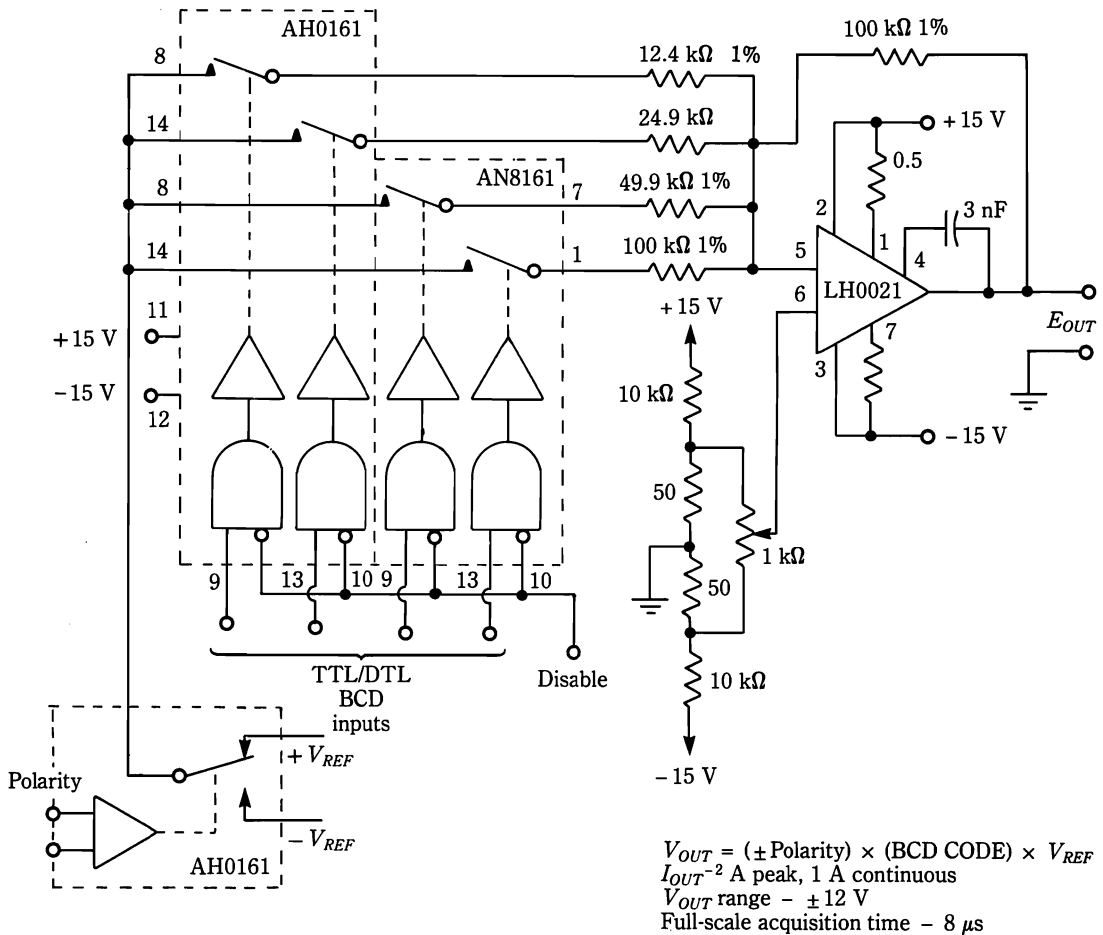 AH0161
8
12.4 kΩ 1%
100 kΩ 1%
14
24.9 kΩ
+15 V
0.5
AN8161
8
7
49.9 kΩ 1%
2
1
3 nF
14
1
100 kΩ 1%
5
4
LH0021
6
11
+15 V
+15 V
7
E_OUT
-15 V
12
3
10 kΩ
-15 V
50
1 kΩ
9
13
10
9
13
10
50
TTL/DTL
BCD
inputs
Disable
10 kΩ
+ V_REF
-15 V
Polarity
- V_REF
AH0161
V_OUT = (±Polarity) × (BCD CODE) × V_REF
I_OUT⁻² A peak, 1 A continuous
V_OUT range – ±12 V
Full-scale acquisition time – 8 μs